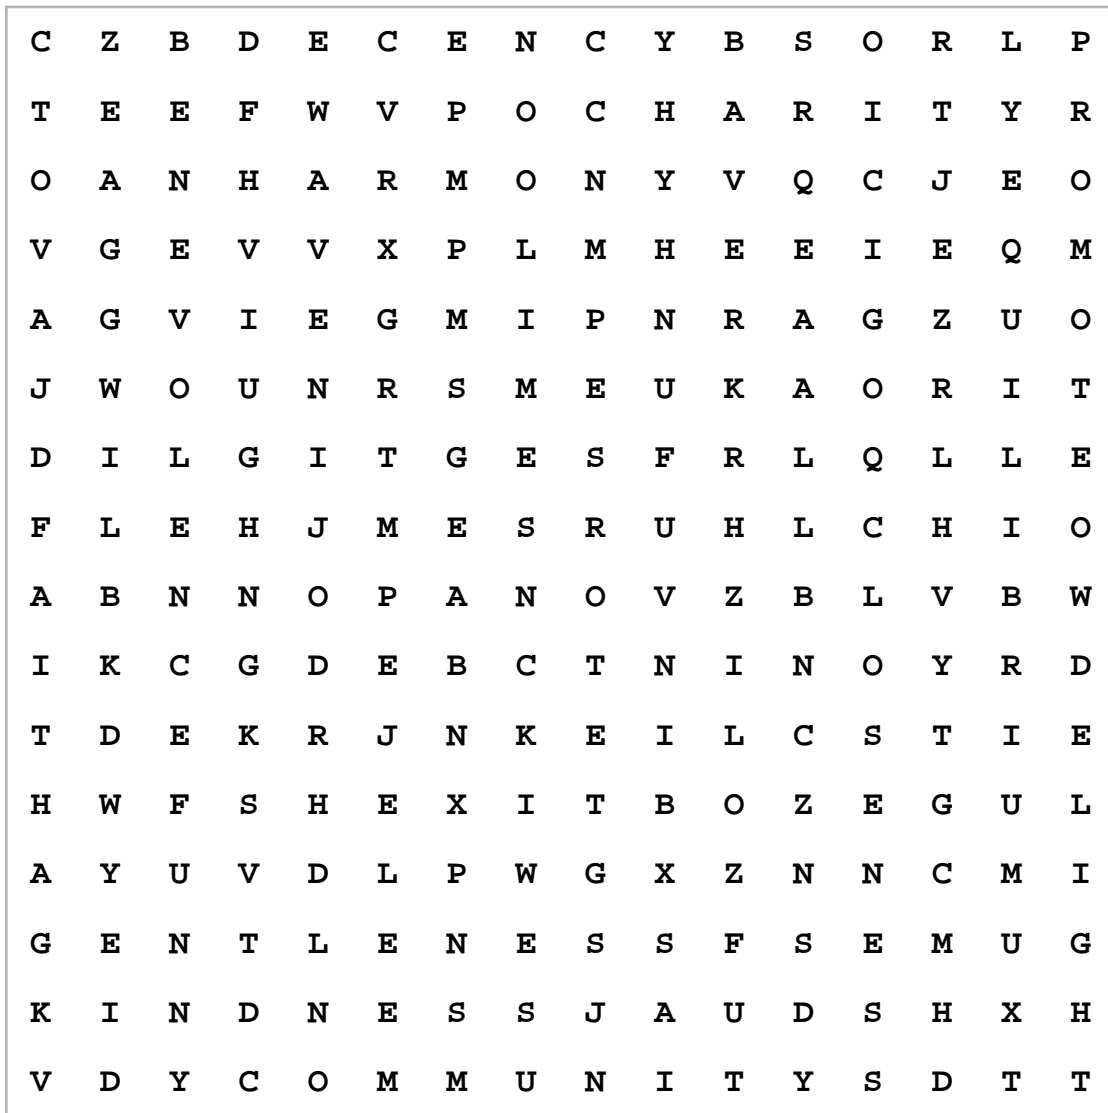 C Z B D E C E N C Y B S O R L P
T E E F W V P O C H A R I T Y R
O A N H A R M O N Y V Q C J E O
V G E V V X P L M H E E I E Q M
A G V I E G M I P N R A G Z U O
J W O U N R S M E U K A O R I T
D I L G I T G E S F R L Q L L E
F L E H J M E S R U H L C H I O
A B N N O P A N O V Z B L V B W
I K C G D E B C T N I N O Y R D
T D E K R J N K E I L C S T I E
H W F S H E X I T B O Z E G U L
A Y U V D L P W G X Z N N C M I
G E N T L E N E S S F S E M U G
K I N D N E S S J A U D S H X H
V D Y C O M M U N I T Y S D T T